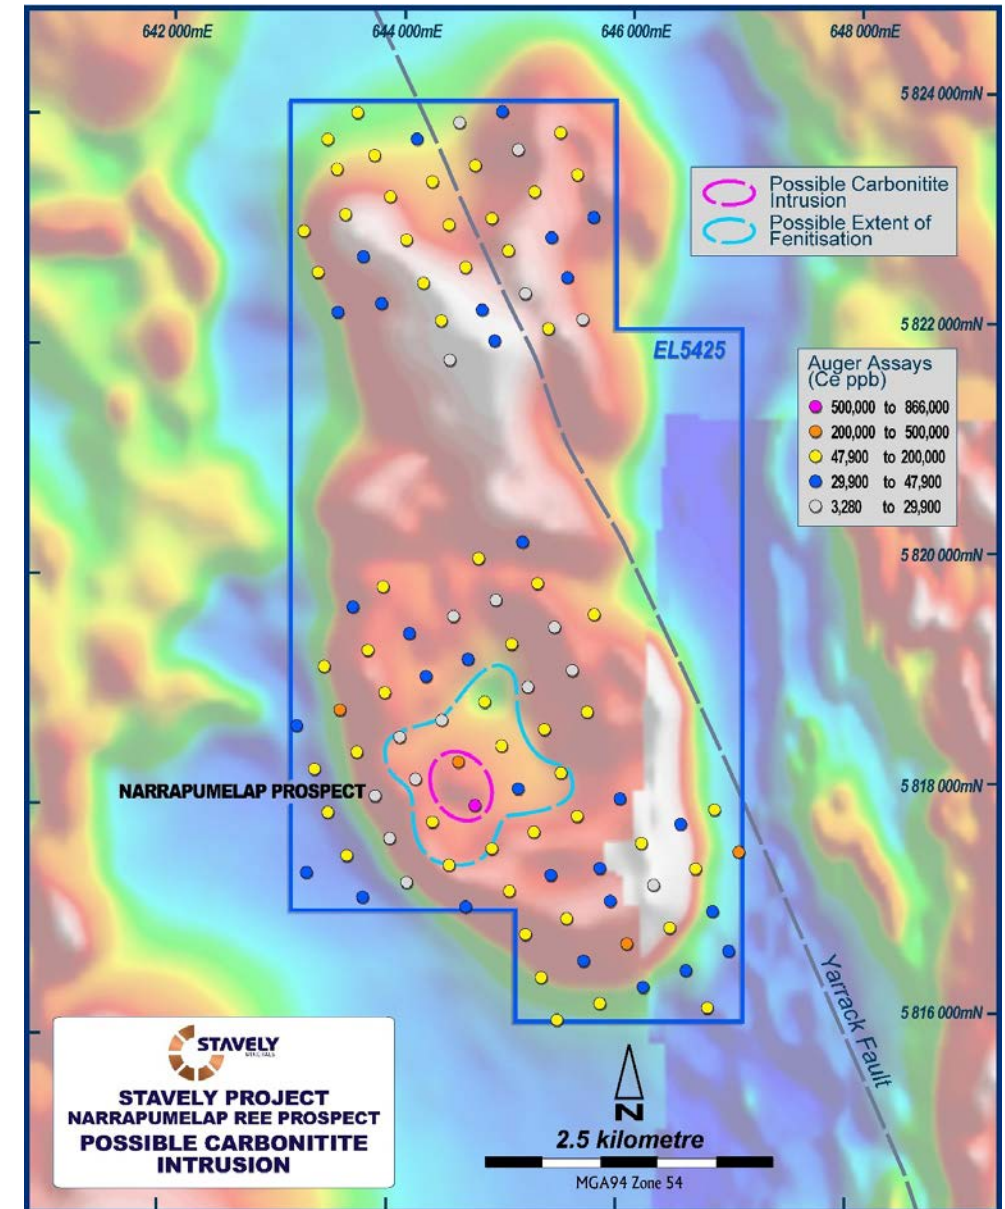 642 000mE
644 000mE
646 000mE
648 000mE
5 824 000mN
Possible Carbonitite
Intrusion
Possible Extent of
Fenitisation
5 822 000mN
EL5425
Auger Assays
(Ce ppb)
500,000 to 866,000
200,000 to 500,000
47,900 to 200,000
29,900 to 47,900
3,280 to 29,900
5 820 000mN
5 818 000mN
NARRAPUMELAP PROSPECT
Yarrack Fault
5 816 000mN
STAVELY
MINERALS
STAVELY PROJECT
NARRAPUMELAP REE PROSPECT
POSSIBLE CARBONITITE
INTRUSION
N
2.5 kilometre
MGA94 Zone 54